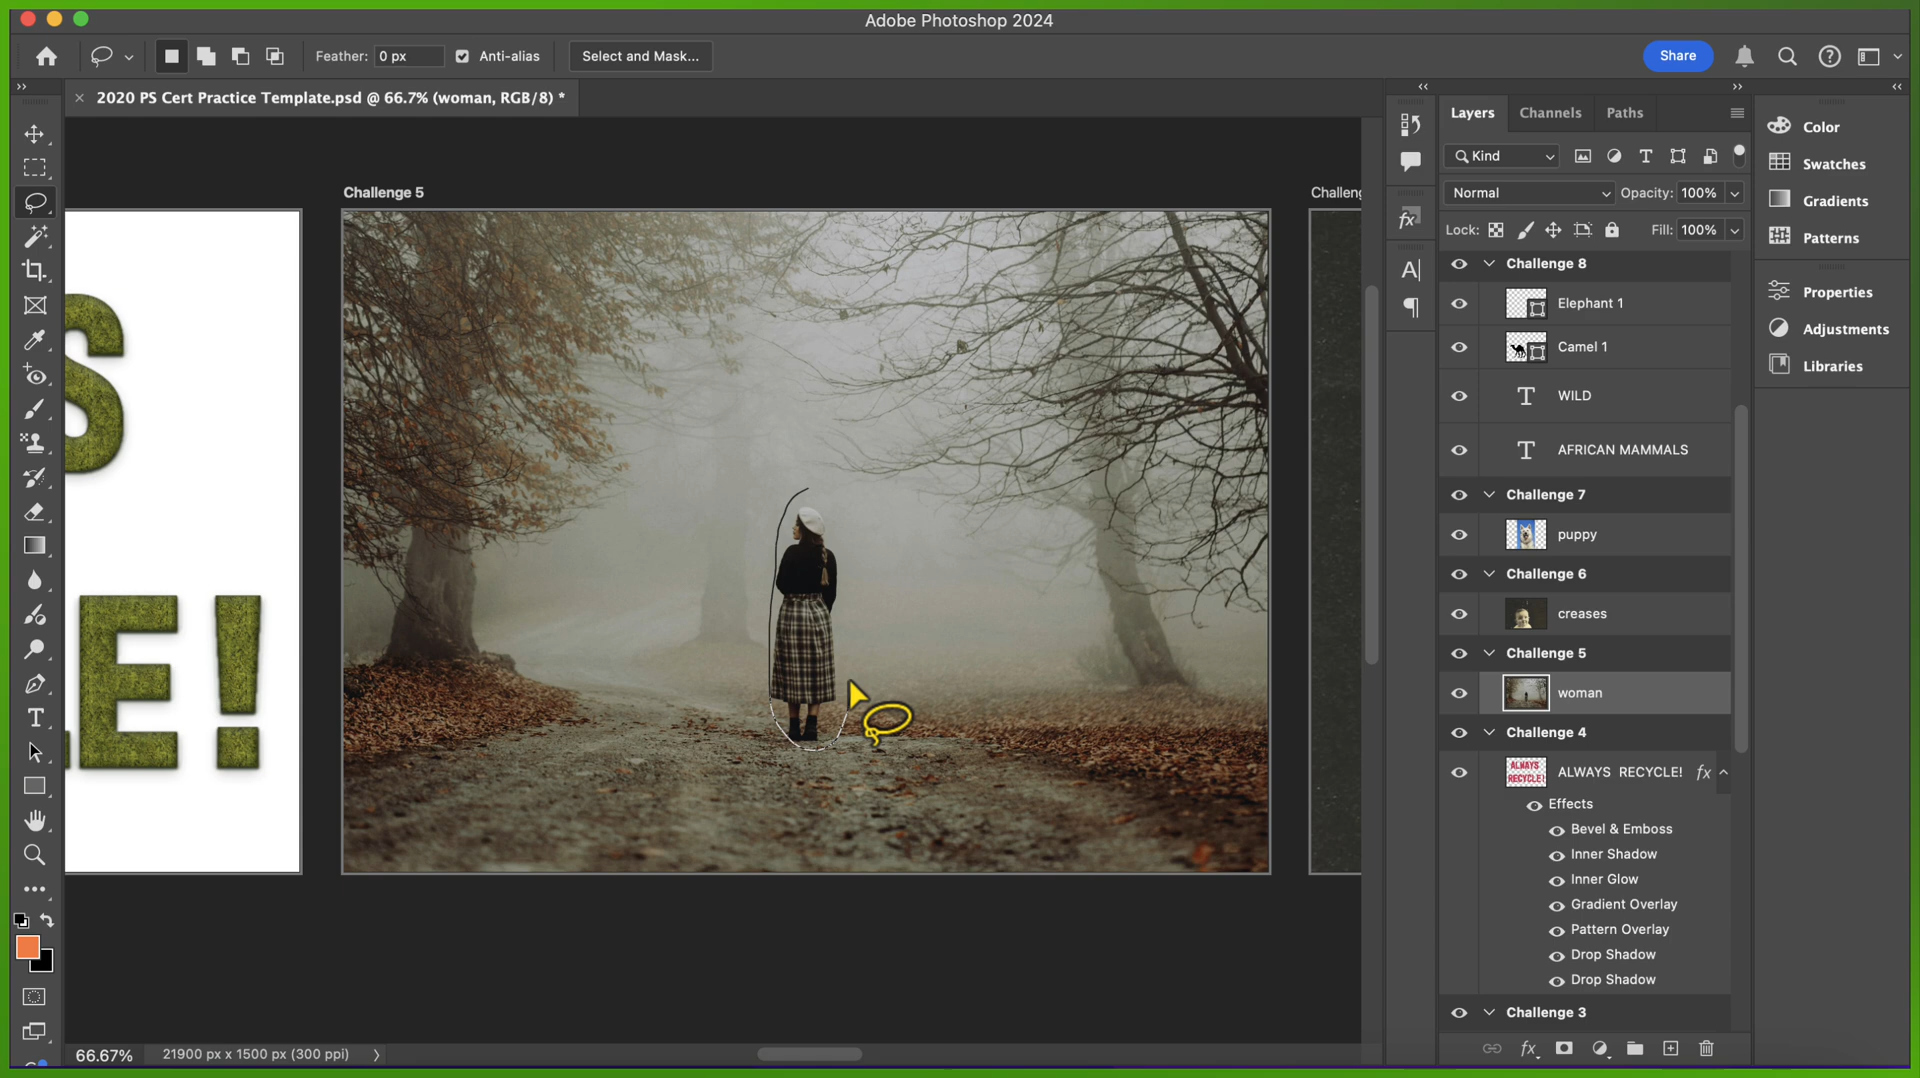 Adobe Photoshop 2024
Feather: 0 px Anti-alias Select and Mask... Share
2020 PS Cert Practice Template.psd @ 66.7% (woman, RGB/8) *
Challenge 5
S
E!
66.67% 21900 px x 1500 px (300 ppi)
Layers Channels Paths
Kind
Normal Opacity: 100%
Lock: Fill: 100%
Challenge 8
Elephant 1
Camel 1
WILD
AFRICAN MAMMALS
Challenge 7
puppy
Challenge 6
creases
Challenge 5
woman
Challenge 4
ALWAYS RECYCLE!
ALWAYS RECYCLE! fx
Effects
Bevel & Emboss
Inner Shadow
Inner Glow
Gradient Overlay
Pattern Overlay
Drop Shadow
Drop Shadow
Challenge 3
Color
Swatches
Gradients
Patterns
Properties
Adjustments
Libraries